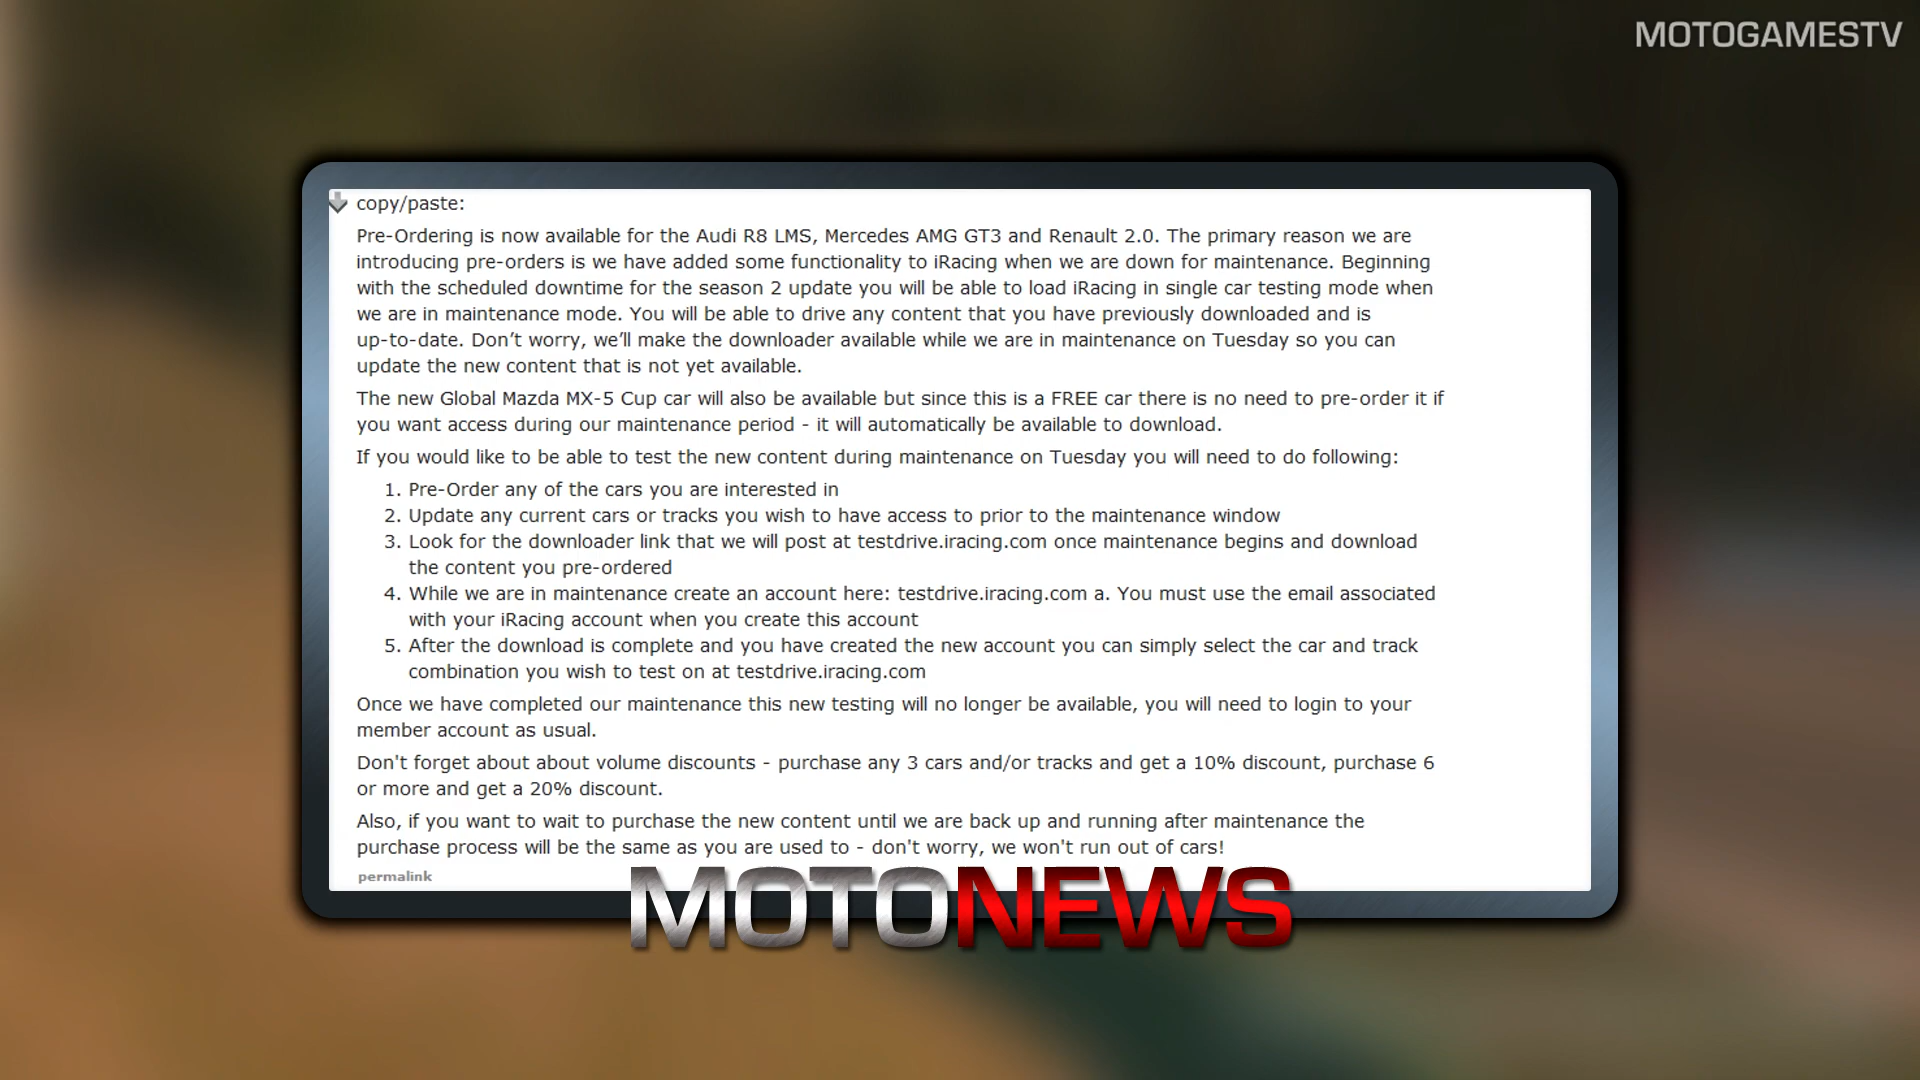 MOTOGAMESTV
copy/paste:
Pre-Ordering is now available for the Audi R8 LMS, Mercedes AMG GT3 and Renault 2.0. The primary reason we are
introducing pre-orders is we have added some functionality to iRacing when we are down for maintenance. Beginning
with the scheduled downtime for the season 2 update you will be able to load iRacing in single car testing mode when
we are in maintenance mode. You will be able to drive any content that you have previously downloaded and is
up-to-date. Don’t worry, we’ll make the downloader available while we are in maintenance on Tuesday so you can
update the new content that is not yet available.
The new Global Mazda MX-5 Cup car will also be available but since this is a FREE car there is no need to pre-order it if
you want access during our maintenance period - it will automatically be available to download.
If you would like to be able to test the new content during maintenance on Tuesday you will need to do following:
1. Pre-Order any of the cars you are interested in
2. Update any current cars or tracks you wish to have access to prior to the maintenance window
3. Look for the downloader link that we will post at testdrive.iracing.com once maintenance begins and download
the content you pre-ordered
4. While we are in maintenance create an account here: testdrive.iracing.com a. You must use the email associated
with your iRacing account when you create this account
5. After the download is complete and you have created the new account you can simply select the car and track
combination you wish to test on at testdrive.iracing.com
Once we have completed our maintenance this new testing will no longer be available, you will need to login to your
member account as usual.
Don't forget about about volume discounts - purchase any 3 cars and/or tracks and get a 10% discount, purchase 6
or more and get a 20% discount.
Also, if you want to wait to purchase the new content until we are back up and running after maintenance the
purchase process will be the same as you are used to - don't worry, we won't run out of cars!
permalink
MOTONEWS